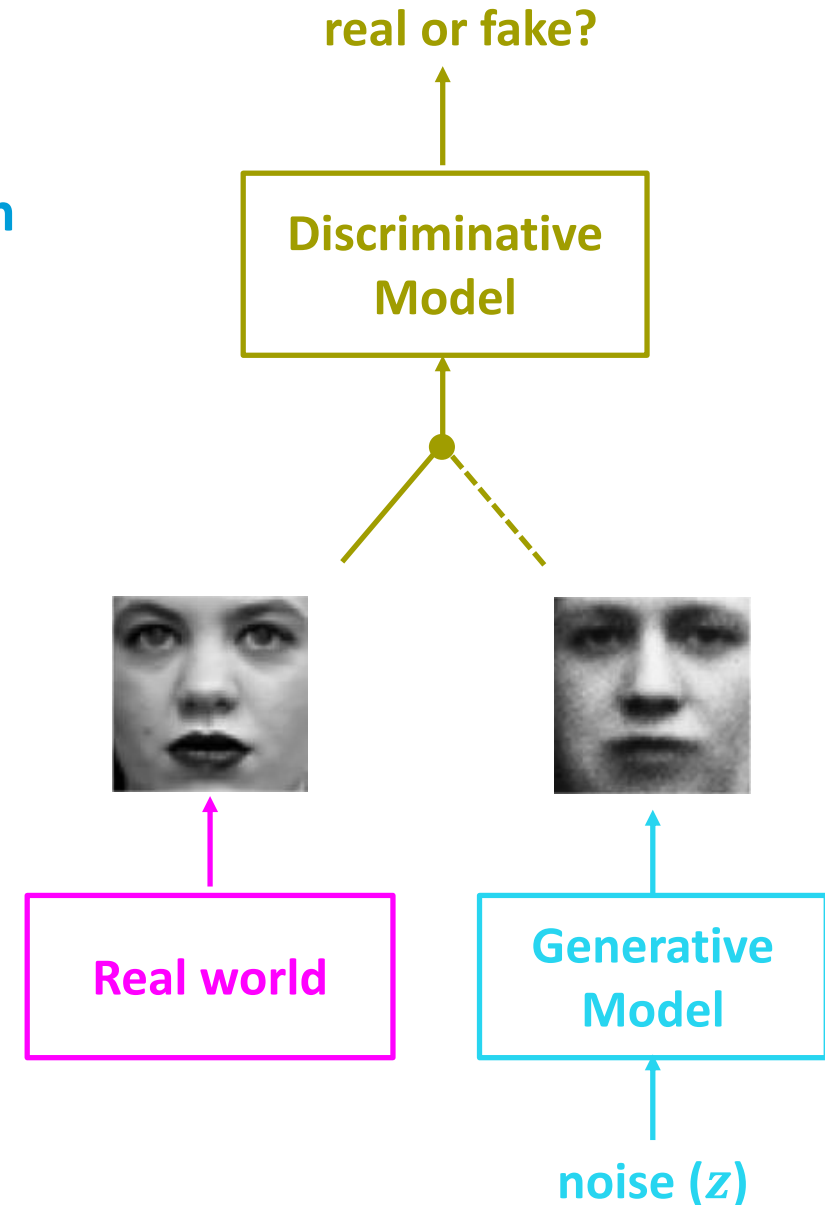 real or fake?
Discriminative
Model
Real world
Generative
Model
noise (z)